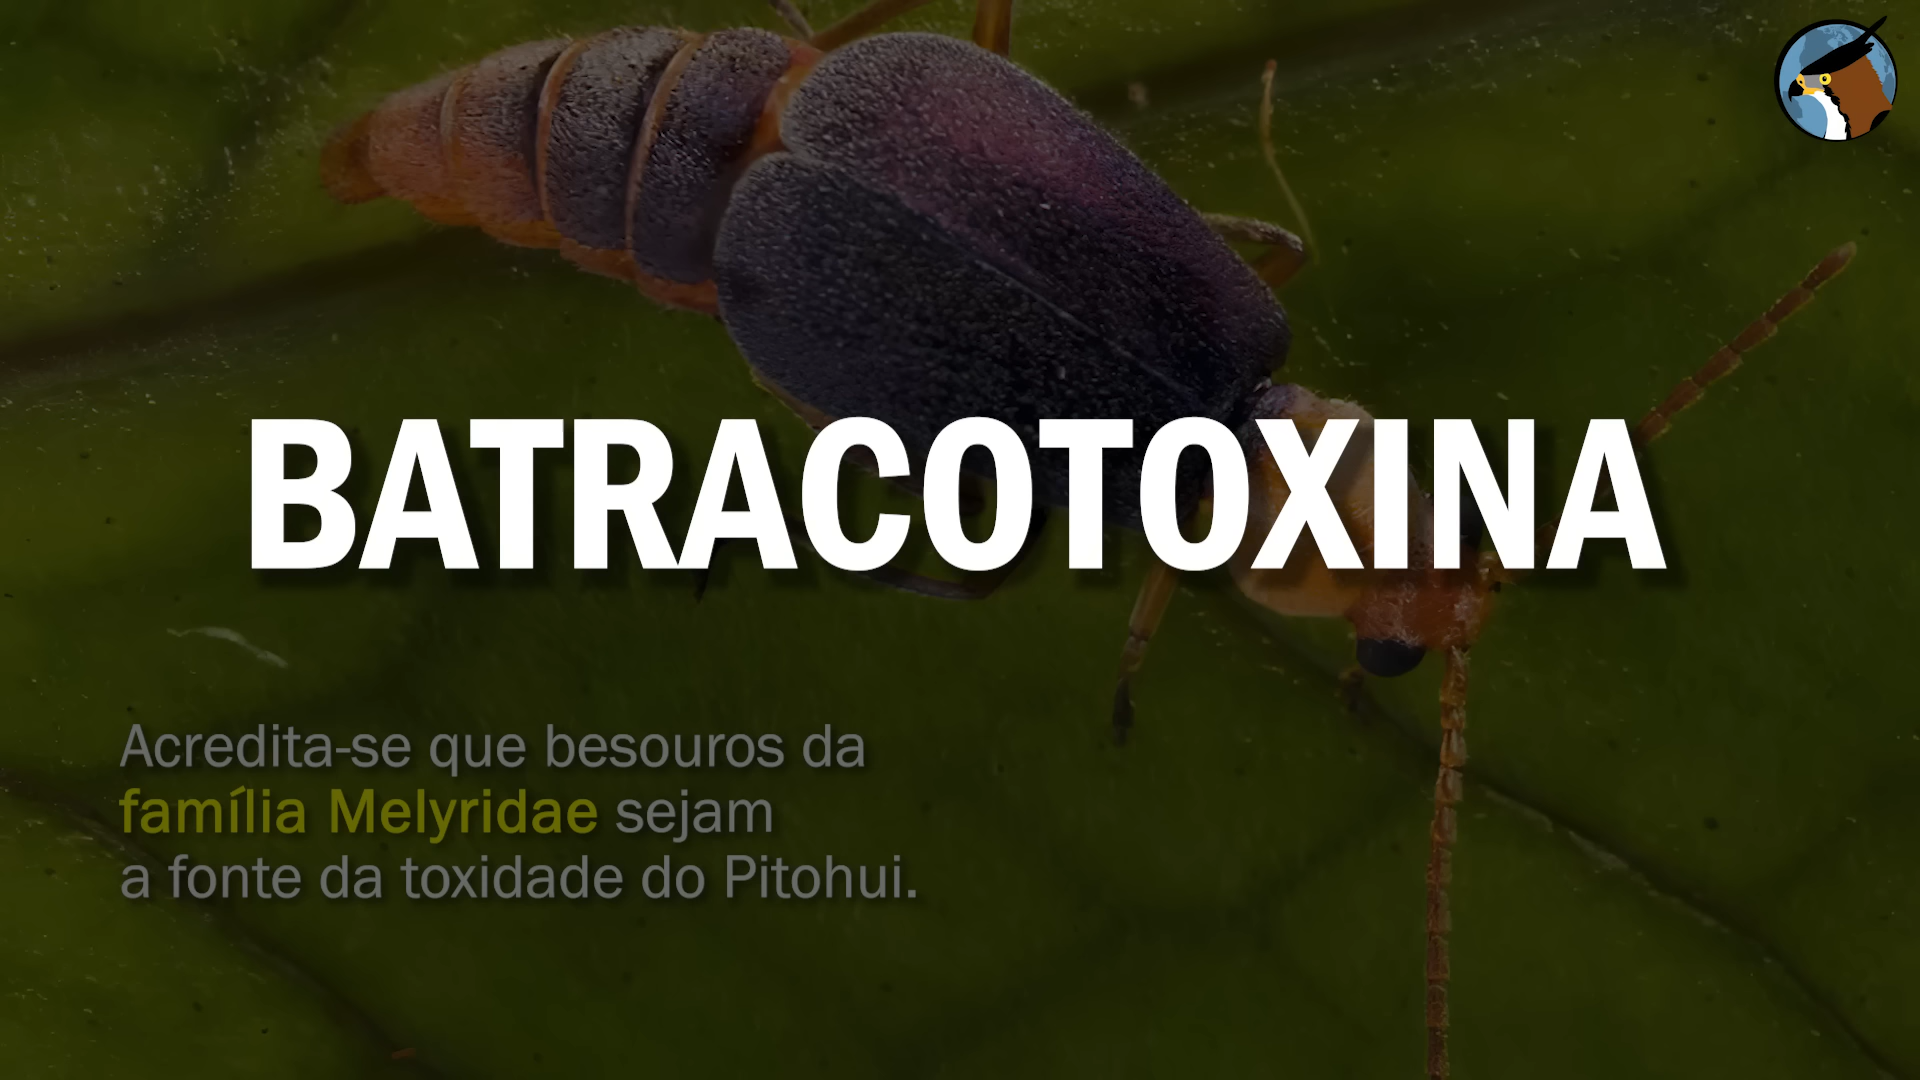 BATRACOTOXINA
Acredita-se que besouros da
família Melyridae sejam
a fonte da toxidade do Pitohui.